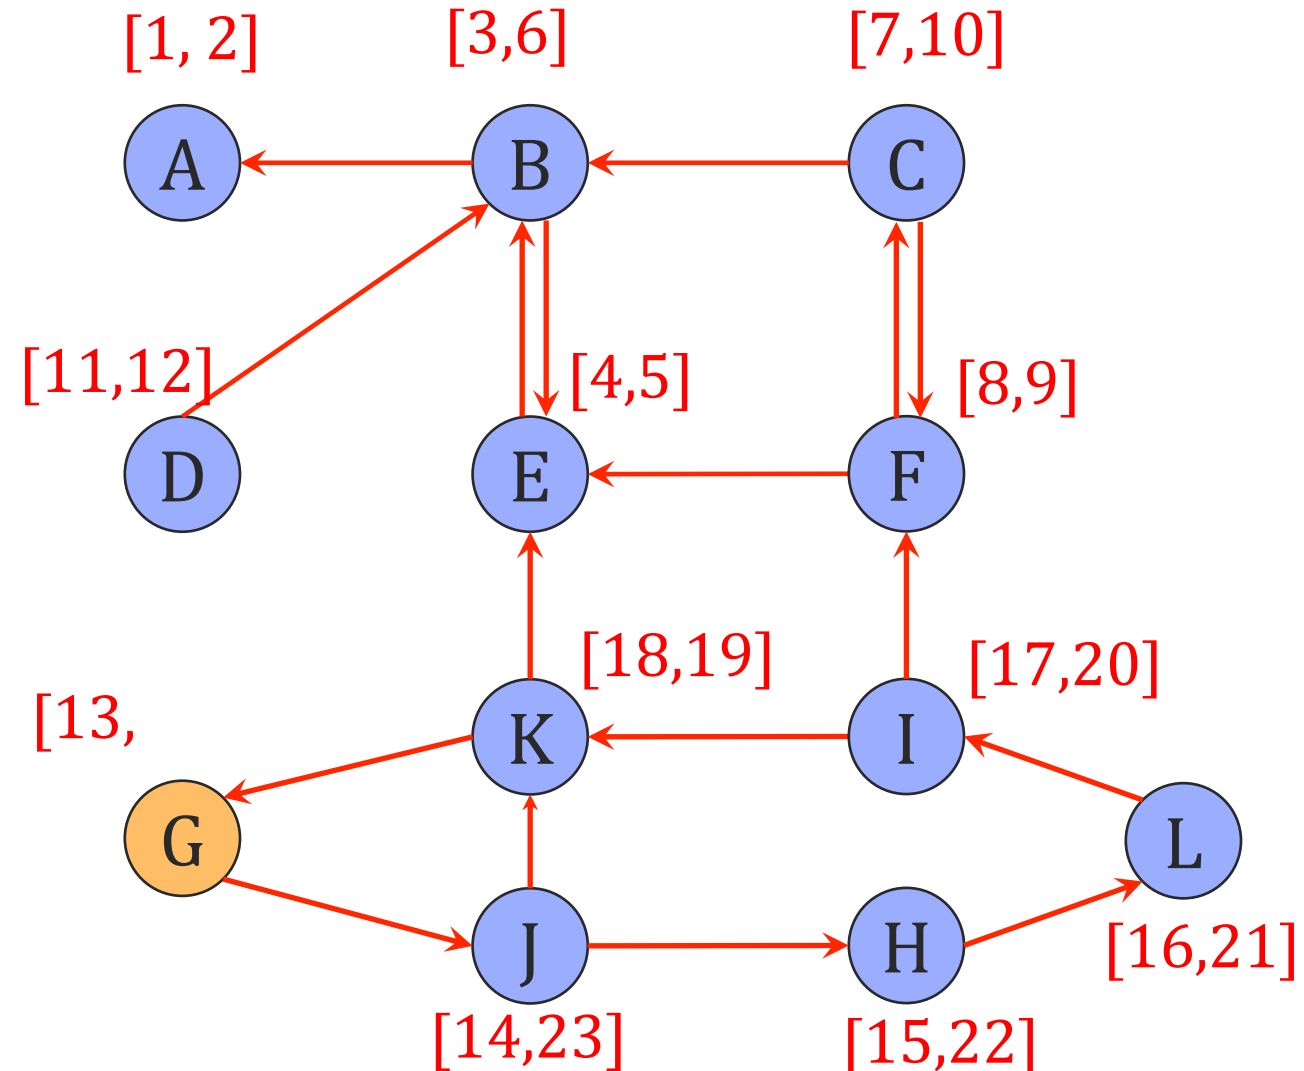 [1, 2]
[3,6]
[7,10]
A
B
C
[11,12]
[4,5]
[8,9]
D
E
F
[18,19]
[17,20]
[13,
K
I
G
L
J
H
[16,21]
[14,23]
[15,22]